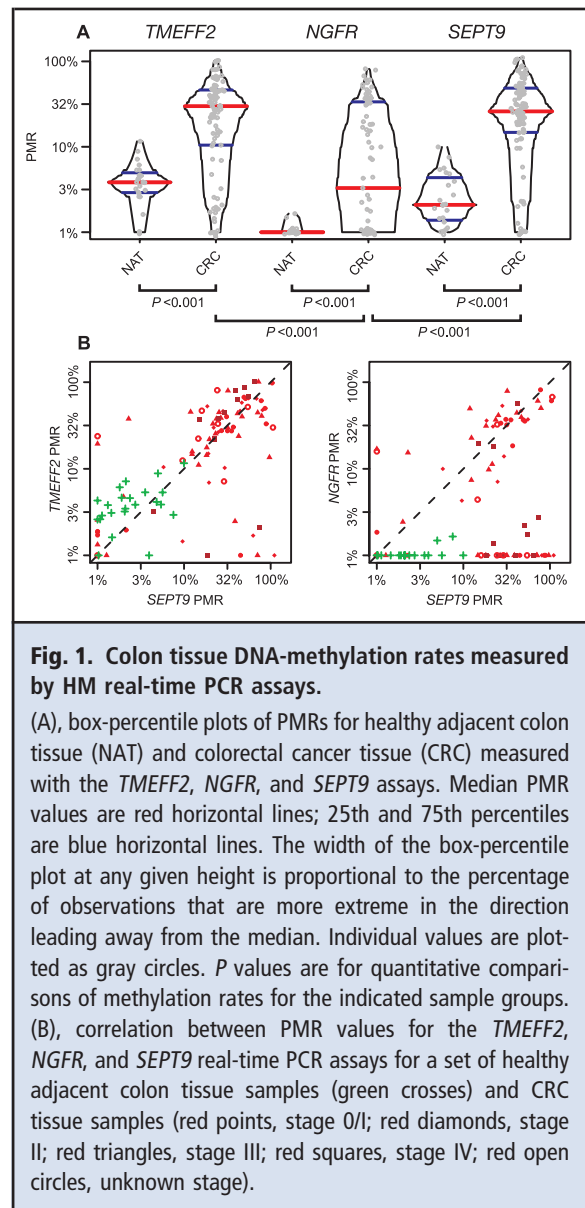 A
TMEFF2 NGFR SEPT9
100%
32%
10%
3%
1%
PMR
NAT CRC NAT CRC NAT CRC
P <0.001 P <0.001 P <0.001
P <0.001 P <0.001
B
100%
32%
10%
3%
1%
TMEFF2 PMR
1% 3% 10% 32% 100%
SEPT9 PMR
100%
32%
10%
3%
1%
NGFR PMR
1% 3% 10% 32% 100%
SEPT9 PMR
Fig. 1. Colon tissue DNA-methylation rates measured
by HM real-time PCR assays.
(A), box-percentile plots of PMRs for healthy adjacent colon
tissue (NAT) and colorectal cancer tissue (CRC) measured
with the TMEFF2, NGFR, and SEPT9 assays. Median PMR
values are red horizontal lines; 25th and 75th percentiles
are blue horizontal lines. The width of the box-percentile
plot at any given height is proportional to the percentage
of observations that are more extreme in the direction
leading away from the median. Individual values are plot-
ted as gray circles. P values are for quantitative compari-
sons of methylation rates for the indicated sample groups.
(B), correlation between PMR values for the TMEFF2,
NGFR, and SEPT9 real-time PCR assays for a set of healthy
adjacent colon tissue samples (green crosses) and CRC
tissue samples (red points, stage 0/I; red diamonds, stage
II; red triangles, stage III; red squares, stage IV; red open
circles, unknown stage).